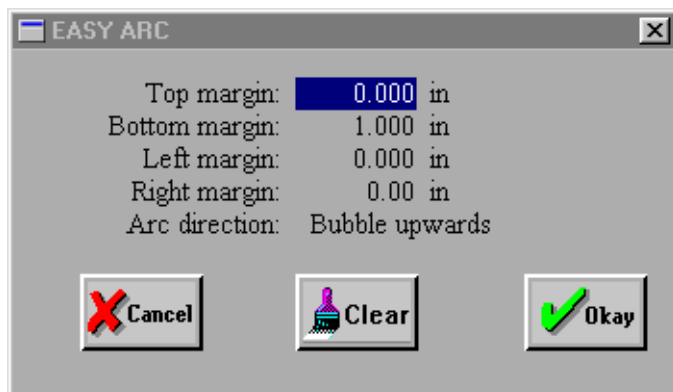 EASY ARC
Top margin: 0.000 in
Bottom margin: 1.000 in
Left margin: 0.000 in
Right margin: 0.00 in
Arc direction: Bubble upwards
Cancel Clear Okay